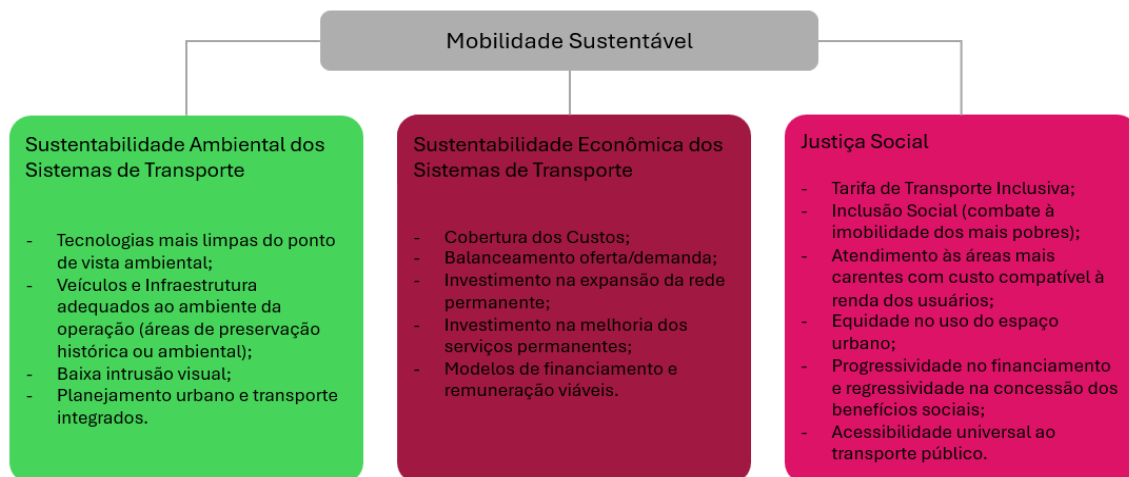 Mobilidade Sustentável
Sustentabilidade Ambiental dos
Sistemas de Transporte
- Tecnologias mais limpas do ponto
de vista ambiental;
- Veículos e Infraestrutura
adequados ao ambiente da
operação (áreas de preservação
histórica ou ambiental);
- Baixa intrusão visual;
- Planejamento urbano e transporte
integrados.
Sustentabilidade Econômica dos
Sistemas de Transporte
- Cobertura dos Custos;
- Balanceamento oferta/demanda;
- Investimento na expansão da rede
permanente;
- Investimento na melhoria dos
serviços permanentes;
- Modelos de financiamento e
remuneração viáveis.
Justiça Social
- Tarifa de Transporte Inclusiva;
- Inclusão Social (combate à
imobilidade dos mais pobres);
- Atendimento às áreas mais
carentes com custo compatível à
renda dos usuários;
- Equidade no uso do espaço
urbano;
- Progressividade no financiamento
e regressividade na concessão dos
benefícios sociais;
- Acessibilidade universal ao
transporte público.